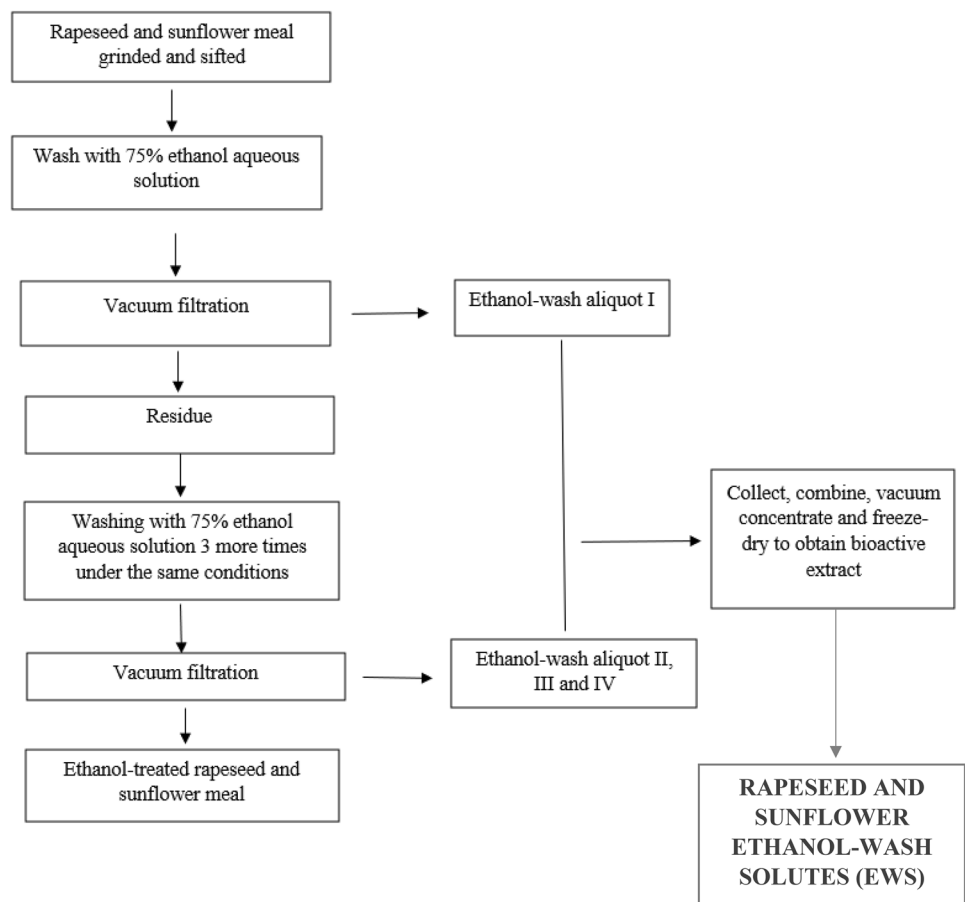 Rapeseed and sunflower meal
grinded and sifted
Wash with 75% ethanol aqueous
solution
Vacuum filtration
Ethanol-wash aliquot I
Residue
Washing with 75% ethanol
aqueous solution 3 more times
under the same conditions
Collect, combine, vacuum
concentrate and freeze-
dry to obtain bioactive
extract
Vacuum filtration
Ethanol-wash aliquot II,
III and IV
Ethanol-treated rapeseed and
sunflower meal
RAPESEED AND
SUNFLOWER
ETHANOL-WASH
SOLUTES (EWS)